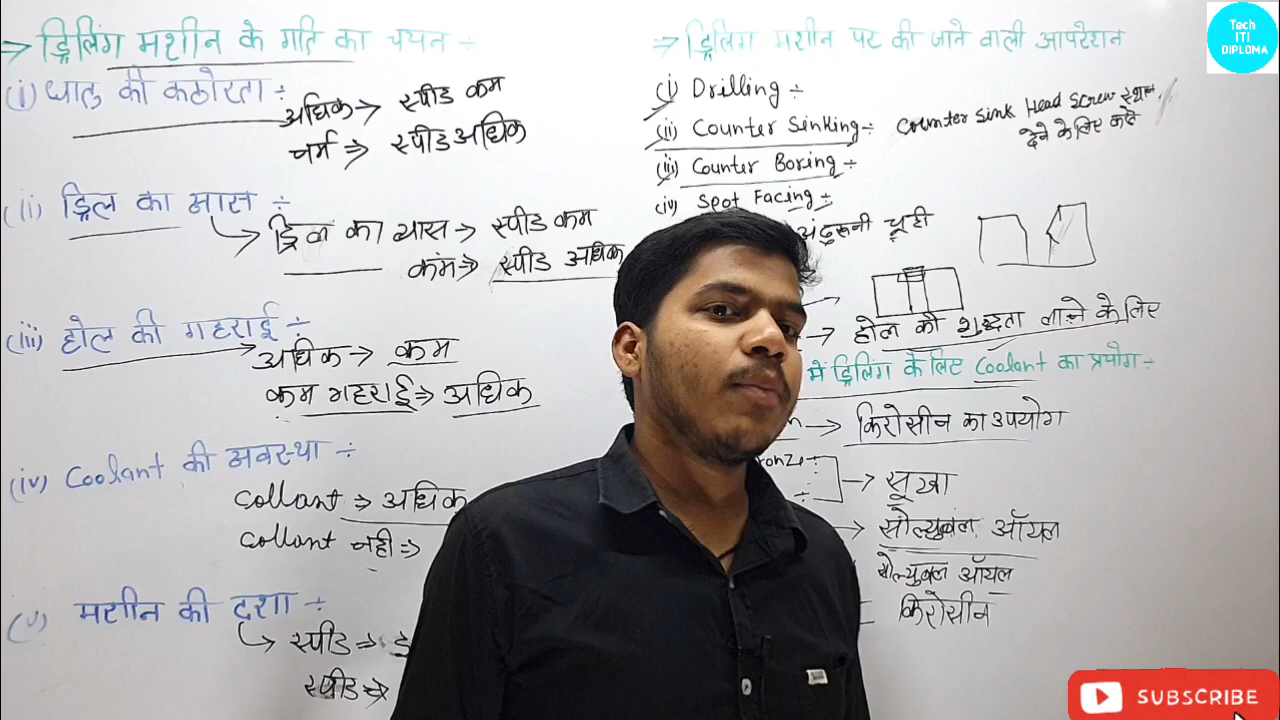 → ड्रिलिंग मशीन के गति का चयन ÷
(i) धातु की कठोरता ÷
अधिक → स्पीड कम
नर्म ⇒ स्पीड अधिक
(ii) ड्रिल का व्यास ÷
ड्रिल का व्यास → स्पीड कम
कम → स्पीड अधिक
(iii) होल की गहराई ÷
अधिक → कम
कम गहराई → अधिक
(iv) Coolant की अवस्था ÷
Collant ⇒ अधिक
Collant नही ⇒
(v) मशीन की दशा ÷
स्पीड ⇒
स्पीड ⇒
⇒ ड्रिलिंग मशीन पर की जाने वाली आपरेशन
(i) Drilling ÷
(ii) Counter Sinking ÷ Counter Sink Head Screw स्थान
देने के लिए करते
(iii) Counter Boring ÷
(iv) Spot Facing ÷
अंदुरूनी चूड़ी
→ होल को शुद्धता लाने के लिए
में ड्रिलिंग के लिए Coolant का प्रयोग ÷
→ किरोसीन का उपयोग
ronze ÷
→ सूखा
→ सोल्युबल ऑयल
सोल्युबल ऑयल
किरोसीन
Tech
ITI
DIPLOMA
SUBSCRIBE